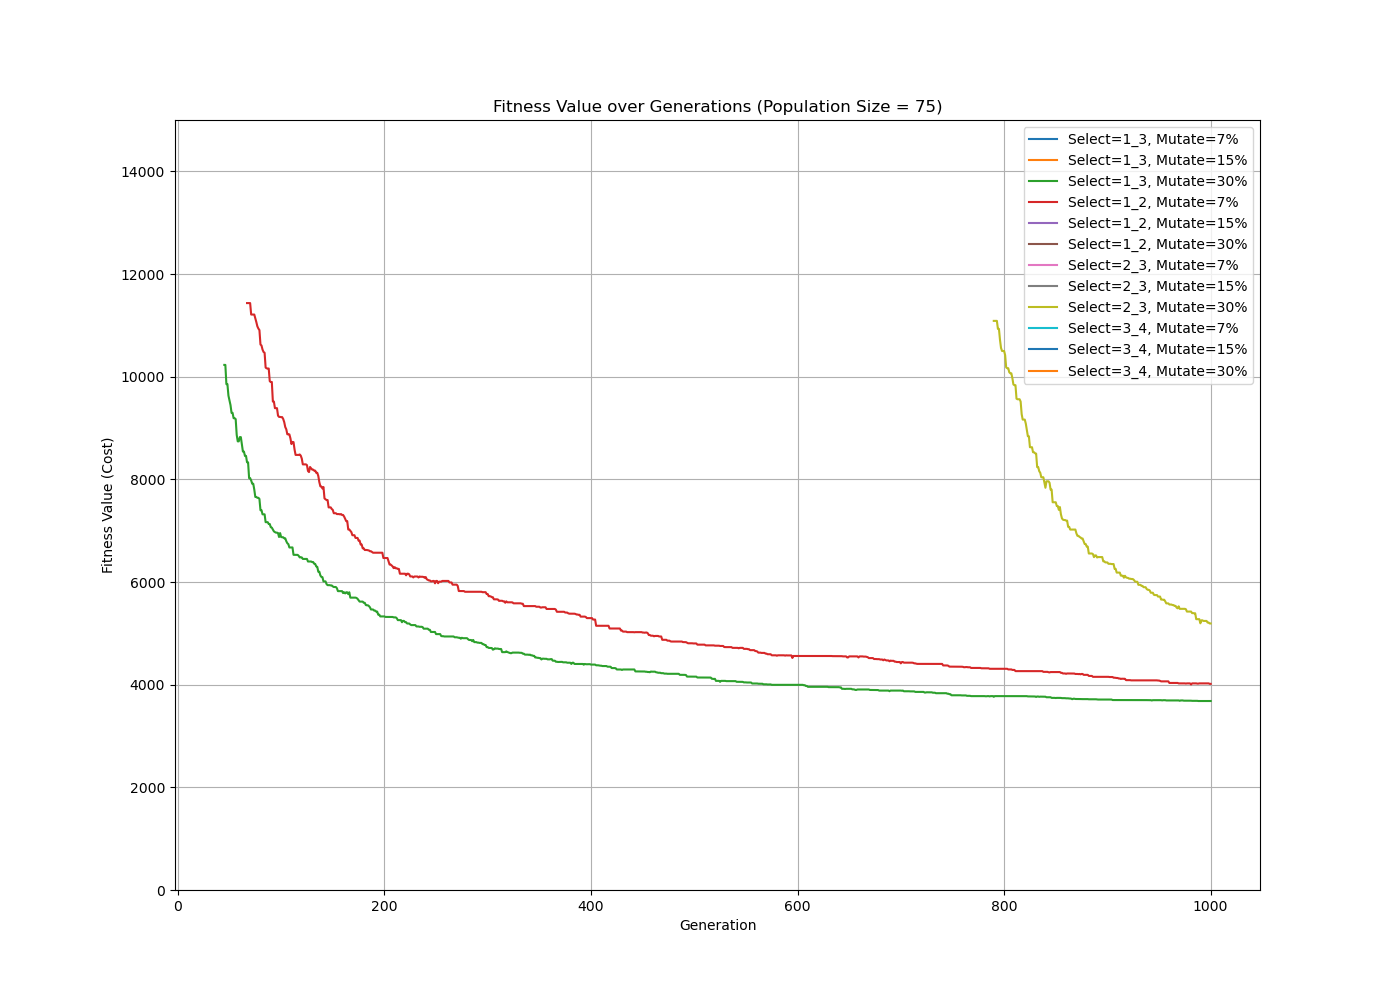 Fitness Value over Generations (Population Size = 75)
Select=1_3, Mutate=7%
Select=1_3, Mutate=15%
Select=1_3, Mutate=30%
Select=1_2, Mutate=7%
Select=1_2, Mutate=15%
Select=1_2, Mutate=30%
Select=2_3, Mutate=7%
Select=2_3, Mutate=15%
Select=2_3, Mutate=30%
Select=3_4, Mutate=7%
Select=3_4, Mutate=15%
Select=3_4, Mutate=30%
14000
12000
10000
8000
6000
4000
2000
0
Fitness Value (Cost)
0 200 400 600 800 1000
Generation